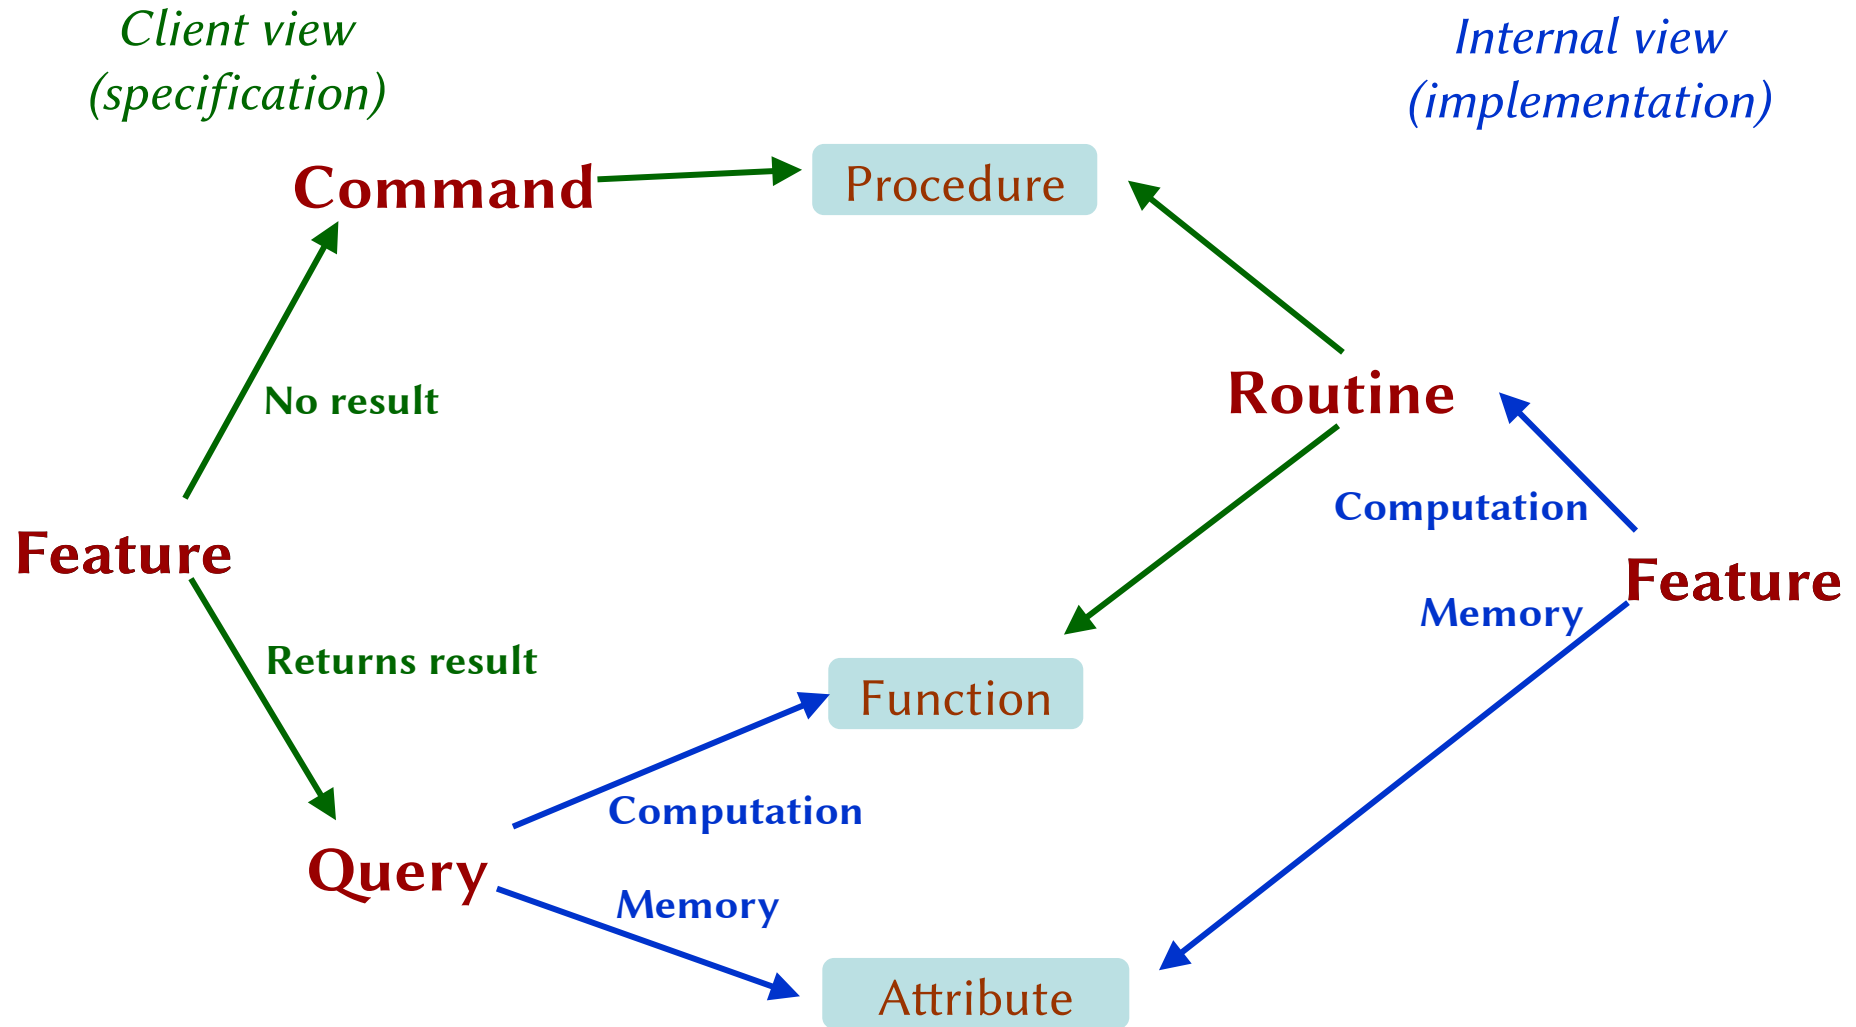 Client view
(specification)
Internal view
(implementation)
Command
Procedure
No result
Routine
Computation
Feature
Feature
Memory
Returns result
Function
Computation
Query
Memory
Attribute